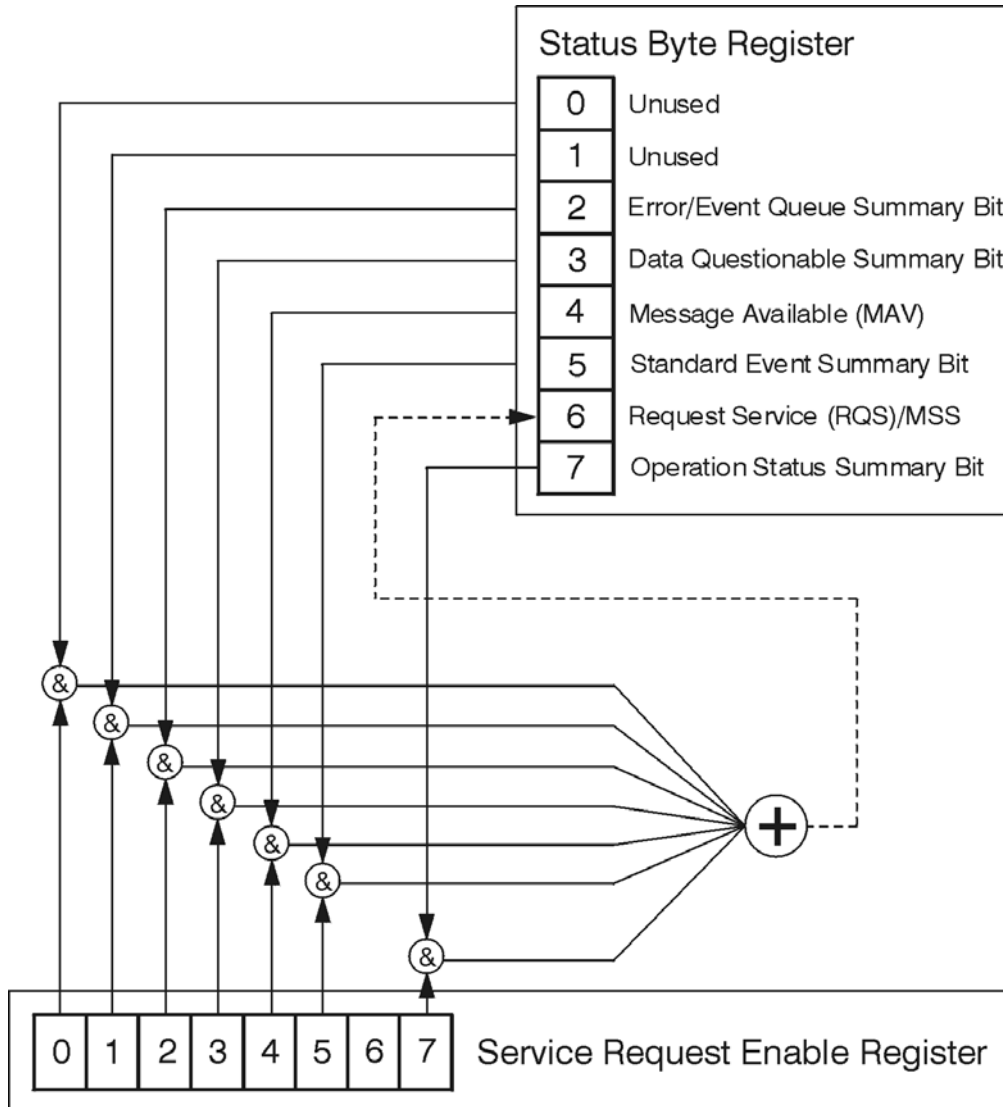 Status Byte Register
0 Unused
1 Unused
2 Error/Event Queue Summary Bit
3 Data Questionable Summary Bit
4 Message Available (MAV)
5 Standard Event Summary Bit
6 Request Service (RQS)/MSS
7 Operation Status Summary Bit
&
&
&
&
&
+
&
&
0 1 2 3 4 5 6 7 Service Request Enable Register